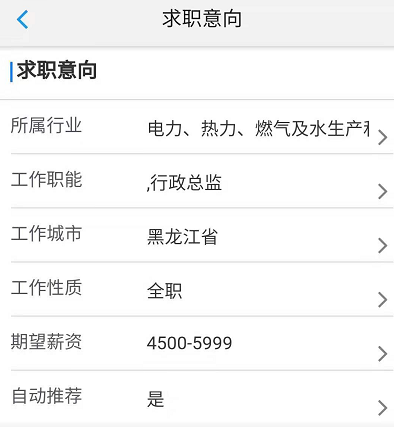 求职意向
求职意向
所属行业 电力、热力、燃气及水生产
工作职能 ,行政总监
工作城市 黑龙江省
工作性质 全职
期望薪资 4500-5999
自动推荐 是